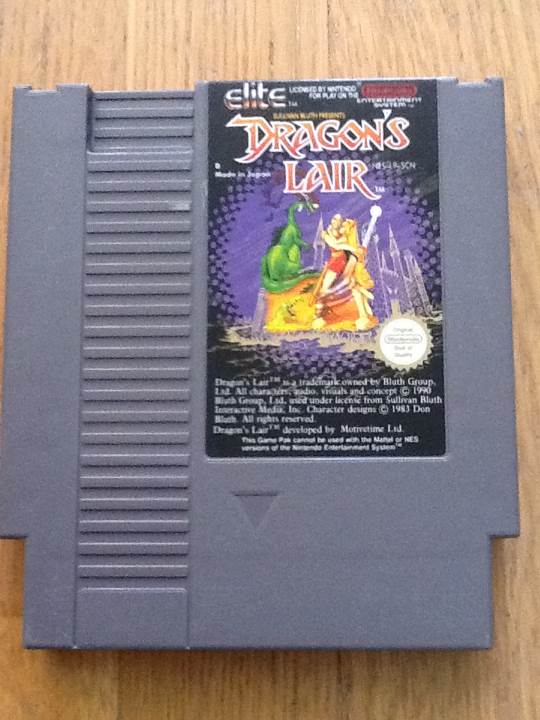 elite TM
LICENSED BY NINTENDO
FOR PLAY ON THE
Nintendo
ENTERTAINMENT
SYSTEM TM
SULLIVAN BLUTH PRESENTS
DRAGON'S
LAIR TM
Made in Japan
Original
Nintendo
Seal of
Quality
Dragon's Lair™ is a trademark owned by Bluth Group,
Ltd. All characters, audio, visuals and concept © 1990
Bluth Group, Ltd, used under license from Sullivan Bluth
Interactive Media, Inc. Character designs © 1983 Don
Bluth. All rights reserved.
Dragon's Lair™ developed by Motivetime Ltd.
This Game Pak cannot be used with the Mattel or NES
versions of the Nintendo Entertainment System™